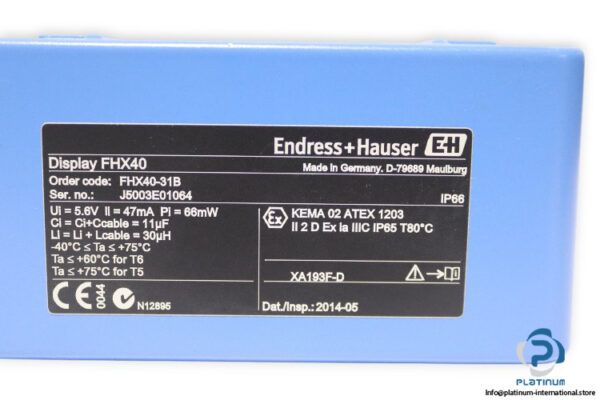 Endress+Hauser EH
Display FHX40
Made in Germany. D-79689 Maulburg
Order code: FHX40-31B
Ser. no.: J5003E01064
IP66
Ui = 5.6V Ii = 47mA Pi = 66mW
Ci = Ci+Ccable = 11µF
Li = Li + Lcable = 30µH
-40°C ≤ Ta ≤ +75°C
Ta ≤ +60°C for T6
Ta ≤ +75°C for T5
Ex KEMA 02 ATEX 1203
II 2 D Ex ia IIIC IP65 T80°C
XA193F-D
CE 0044 N12895
Dat./Insp.: 2014-05
PLATINUM
Info@platinum-international.store